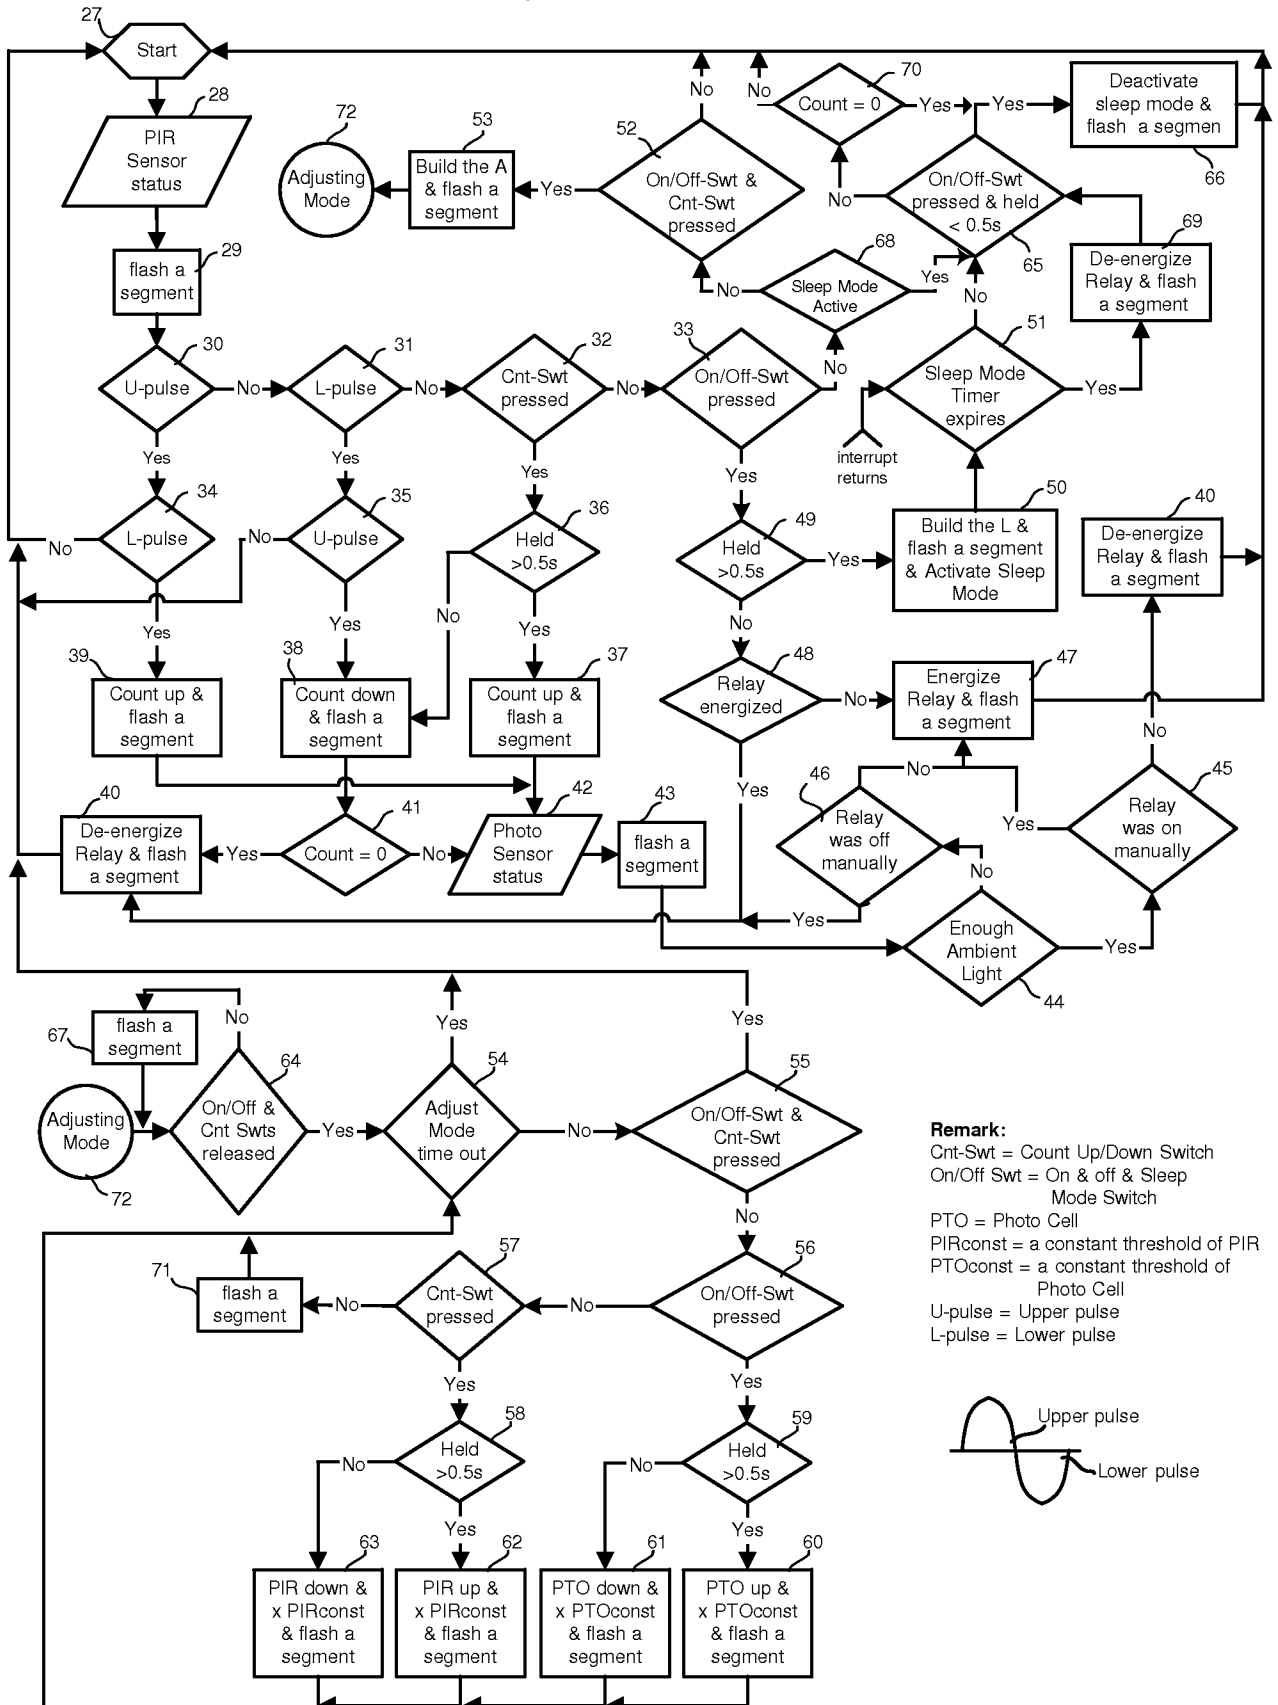 27
Start
28
PIR
Sensor
status
29
flash a
segment
30
U-pulse
No
31
L-pulse
No
32
Cnt-Swt
pressed
No
33
On/Off-Swt
pressed
No
72
Adjusting
Mode
53
Build the A
& flash a
segment
Yes
52
On/Off-Swt &
Cnt-Swt
pressed
No
No
70
Count = 0
Yes
Yes
Deactivate
sleep mode &
flash a segmen
66
On/Off-Swt
pressed & held
< 0.5s
65
No
68
Sleep Mode
Active
No
Yes
No
69
De-energize
Relay & flash
a segment
51
Sleep Mode
Timer
expires
Yes
interrupt
returns
Yes
Yes
Yes
Yes
34
L-pulse
No
35
U-pulse
No
36
Held
>0.5s
No
49
Held
>0.5s
Yes
50
Build the L &
flash a segment
& Activate Sleep
Mode
40
De-energize
Relay & flash
a segment
Yes
Yes
Yes
No
39
Count up &
flash a
segment
38
Count down
& flash a
segment
37
Count up &
flash a
segment
48
Relay
energized
No
Energize
Relay & flash
a segment
47
No
Yes
No
46
Relay
was off
manually
Yes
45
Relay
was on
manually
40
De-energize
Relay & flash
a segment
Yes
41
Count = 0
No
42
Photo
Sensor
status
43
flash a
segment
No
Yes
Enough
Ambient
Light
44
Yes
67
flash a
segment
No
Yes
Yes
Adjusting
Mode
72
64
On/Off &
Cnt Swts
released
Yes
54
Adjust
Mode
time out
No
55
On/Off-Swt &
Cnt-Swt
pressed
No
71
flash a
segment
No
57
Cnt-Swt
pressed
No
56
On/Off-Swt
pressed
Yes
Yes
58
Held
>0.5s
No
59
Held
>0.5s
No
Yes
Yes
63
PIR down &
x PIRconst
& flash a
segment
62
PIR up &
x PIRconst
& flash a
segment
61
PTO down &
x PTOconst
& flash a
segment
60
PTO up &
x PTOconst
& flash a
segment
Remark:
Cnt-Swt = Count Up/Down Switch
On/Off Swt = On & off & Sleep
Mode Switch
PTO = Photo Cell
PIRconst = a constant threshold of PIR
PTOconst = a constant threshold of
Photo Cell
U-pulse = Upper pulse
L-pulse = Lower pulse
Upper pulse
Lower pulse